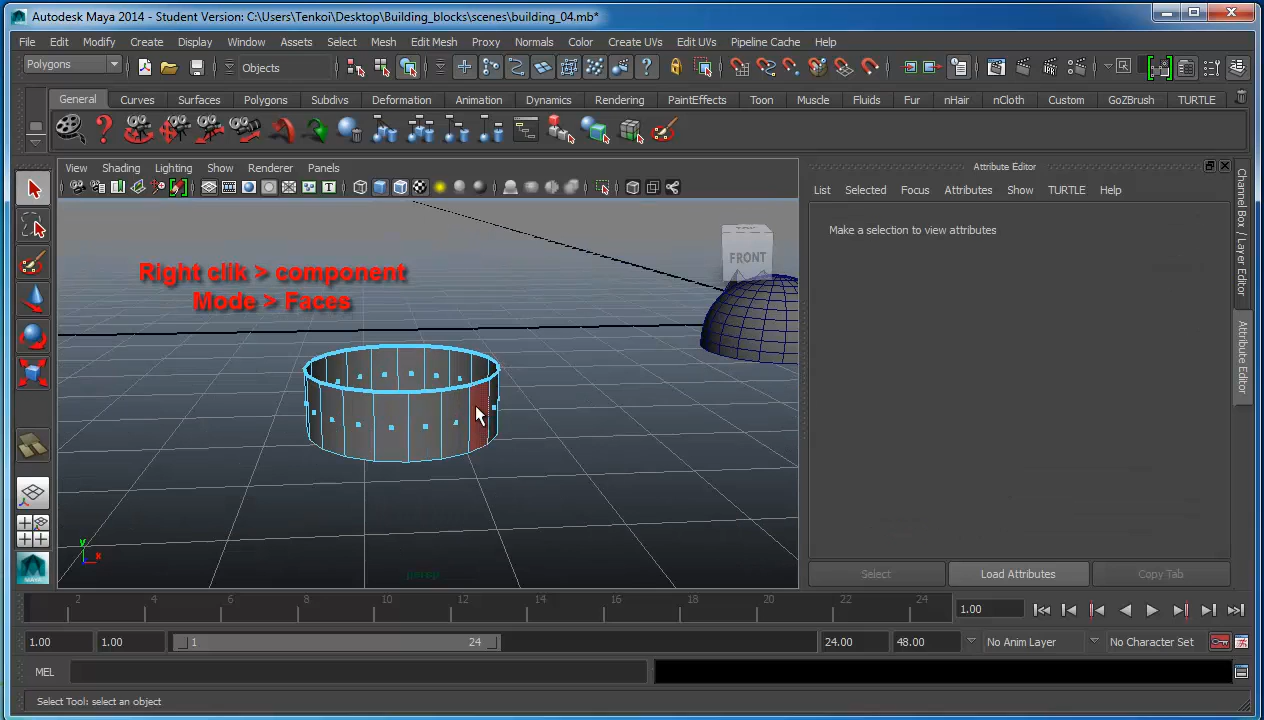 Autodesk Maya 2014 - Student Version: C:\Users\Tenkoi\Desktop\Building_blocks\scenes\building_04.mb*
File Edit Modify Create Display Window Assets Select Mesh Edit Mesh Proxy Normals Color Create UVs Edit UVs Pipeline Cache Help
Polygons Objects
General Curves Surfaces Polygons Subdivs Deformation Animation Dynamics Rendering PaintEffects Toon Muscle Fluids Fur nHair nCloth Custom GoZBrush TURTLE
View Shading Lighting Show Renderer Panels
Attribute Editor
List Selected Focus Attributes Show TURTLE Help
Make a selection to view attributes
Channel Box / Layer Editor
Attribute Editor
FRONT
Right clik > component
Mode > Faces
y
x
persp
Select Load Attributes Copy Tab
2 4 6 8 10 12 14 16 18 20 22 24
1.00
1.00 1.00 1 24 24.00 48.00 No Anim Layer No Character Set
MEL
Select Tool: select an object